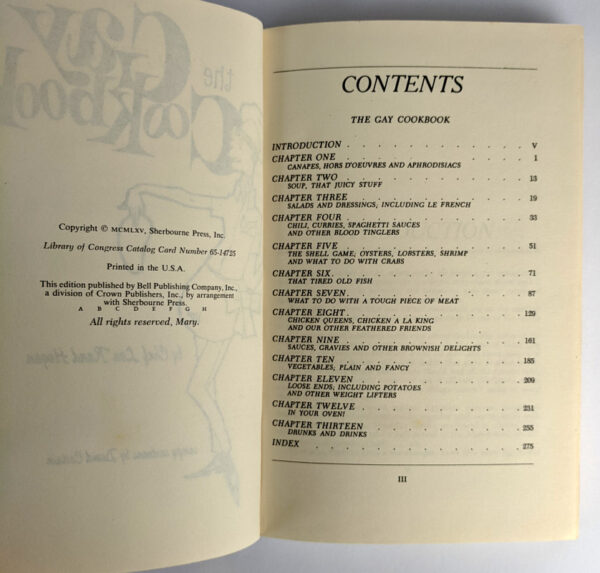 the
Gay
Cookbook
Copyright © MCMLXV, Sherbourne Press, Inc.
Library of Congress Catalog Card Number 65-14725
Printed in the U.S.A.
This edition published by Bell Publishing Company, Inc.,
a division of Crown Publishers, Inc., by arrangement
with Sherbourne Press.
A B C D E F G H
All rights reserved, Mary.
CONTENTS
THE GAY COOKBOOK
INTRODUCTION . . . . . . . . . . . . V
CHAPTER ONE . . . . . . . . . . . . 1
CANAPES, HORS D'OEUVRES AND APHRODISIACS
CHAPTER TWO . . . . . . . . . . . . 13
SOUP, THAT JUICY STUFF
CHAPTER THREE . . . . . . . . . . . . 19
SALADS AND DRESSINGS, INCLUDING LE FRENCH
CHAPTER FOUR . . . . . . . . . . . . 33
CHILI, CURRIES, SPAGHETTI SAUCES
AND OTHER BLOOD TINGLERS
CHAPTER FIVE . . . . . . . . . . . . 51
THE SHELL GAME; OYSTERS, LOBSTERS, SHRIMP
AND WHAT TO DO WITH CRABS
CHAPTER SIX . . . . . . . . . . . . 71
THAT TIRED OLD FISH
CHAPTER SEVEN . . . . . . . . . . . . 87
WHAT TO DO WITH A TOUGH PIECE OF MEAT
CHAPTER EIGHT . . . . . . . . . . . . 129
CHICKEN QUEENS, CHICKEN A LA KING
AND OUR OTHER FEATHERED FRIENDS
CHAPTER NINE . . . . . . . . . . . . 161
SAUCES, GRAVIES AND OTHER BROWNISH DELIGHTS
CHAPTER TEN . . . . . . . . . . . . 185
VEGETABLES; PLAIN AND FANCY
CHAPTER ELEVEN . . . . . . . . . . . . 209
LOOSE ENDS; INCLUDING POTATOES
AND OTHER WEIGHT LIFTERS
CHAPTER TWELVE . . . . . . . . . . . . 231
IN YOUR OVEN!
CHAPTER THIRTEEN . . . . . . . . . . . . 255
DRUNKS AND DRINKS
INDEX . . . . . . . . . . . . 275
III